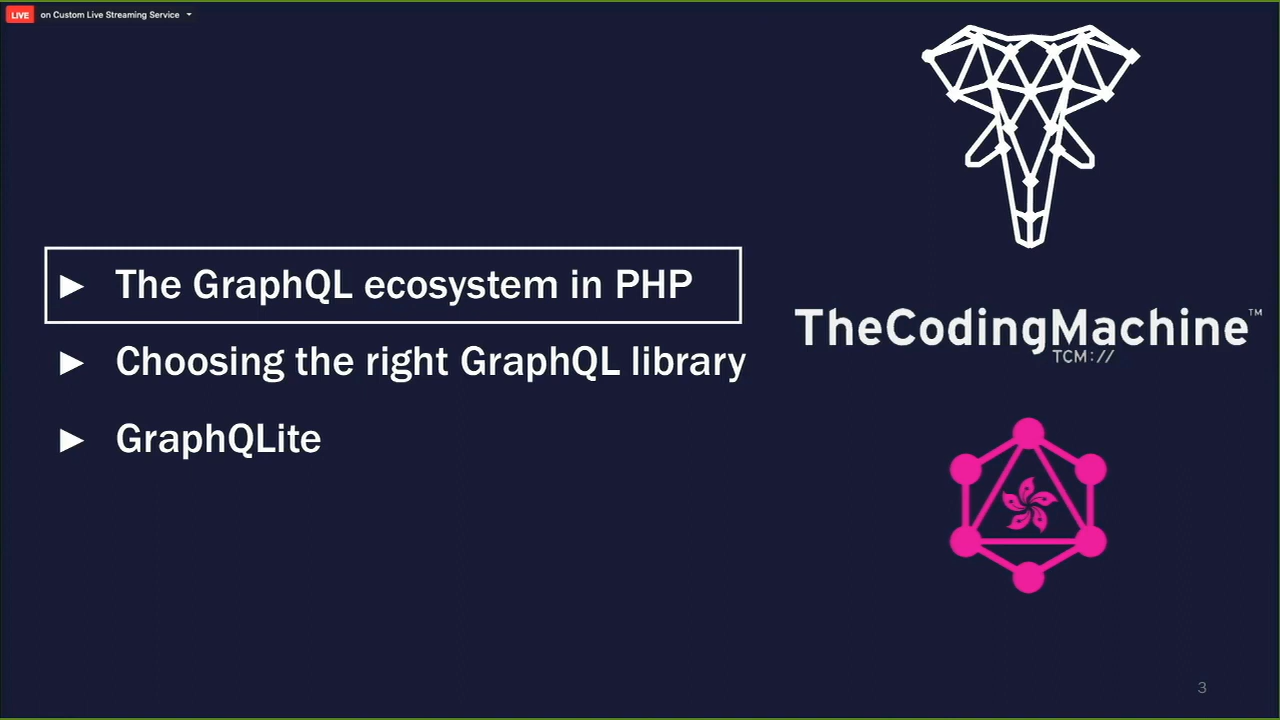 LIVE on Custom Live Streaming Service
► The GraphQL ecosystem in PHP
► Choosing the right GraphQL library
► GraphQLite
TheCodingMachine™
TCM://
3